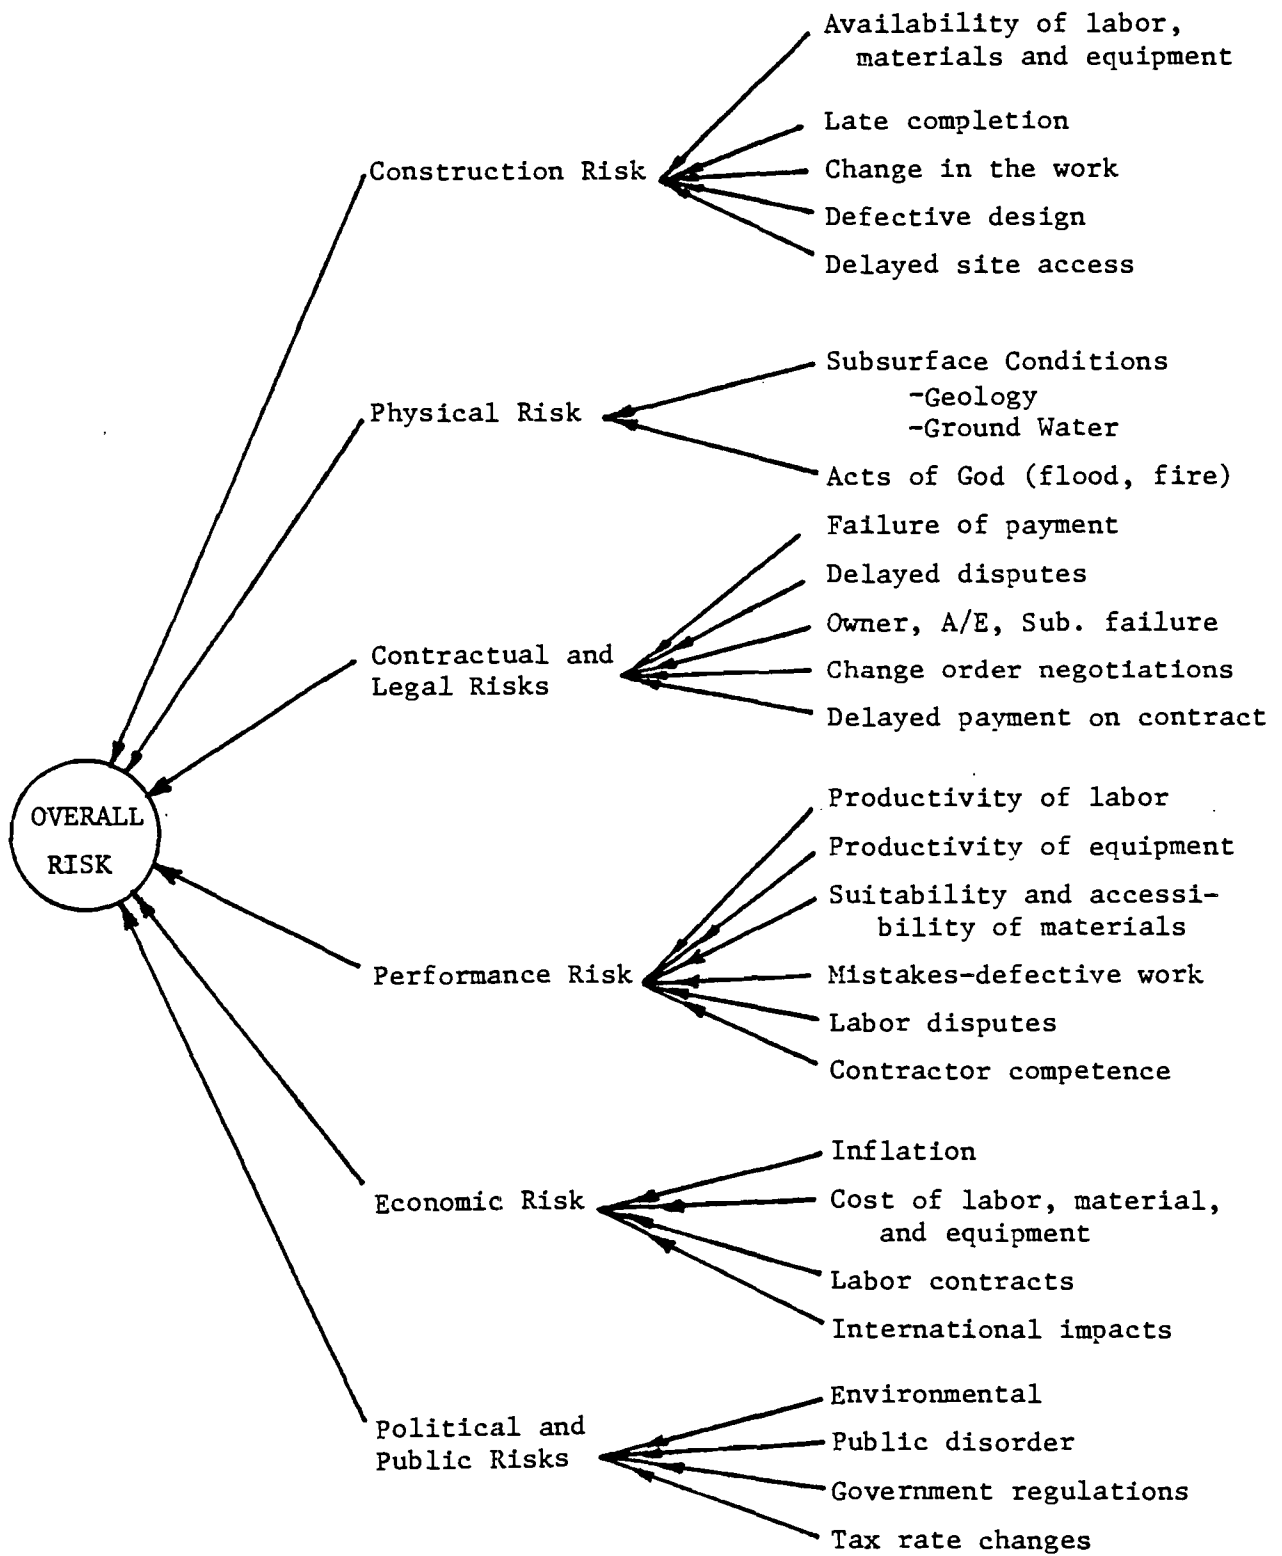 Availability of labor,
materials and equipment
Late completion
Construction Risk
Change in the work
Defective design
Delayed site access
Subsurface Conditions
-Geology
Physical Risk
-Ground Water
Acts of God (flood, fire)
Failure of payment
Delayed disputes
Owner, A/E, Sub. failure
Contractual and
Legal Risks
Change order negotiations
Delayed payment on contract
OVERALL
RISK
Productivity of labor
Productivity of equipment
Suitability and accessi-
bility of materials
Performance Risk
Mistakes-defective work
Labor disputes
Contractor competence
Inflation
Economic Risk
Cost of labor, material,
and equipment
Labor contracts
International impacts
Environmental
Political and
Public Risks
Public disorder
Government regulations
Tax rate changes